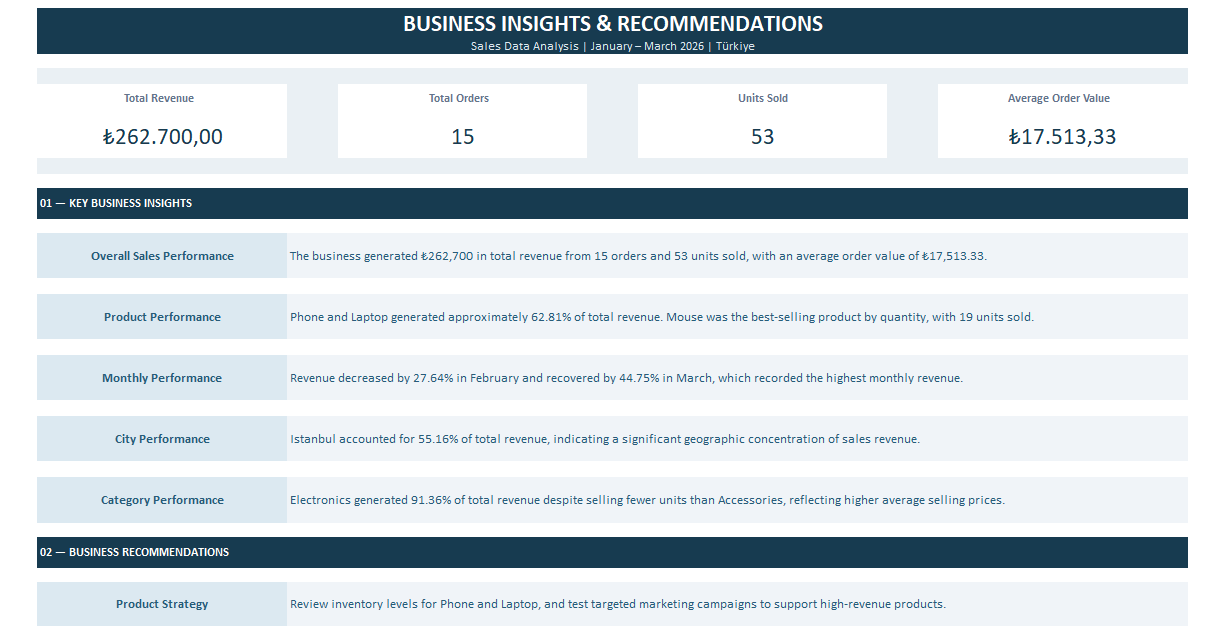 BUSINESS INSIGHTS & RECOMMENDATIONS
Sales Data Analysis | January – March 2026 | Türkiye
Total Revenue
Total Orders
Units Sold
Average Order Value
₺262.700,00
15
53
₺17.513,33
01 — KEY BUSINESS INSIGHTS
Overall Sales Performance
The business generated ₺262,700 in total revenue from 15 orders and 53 units sold, with an average order value of ₺17,513.33.
Product Performance
Phone and Laptop generated approximately 62.81% of total revenue. Mouse was the best-selling product by quantity, with 19 units sold.
Monthly Performance
Revenue decreased by 27.64% in February and recovered by 44.75% in March, which recorded the highest monthly revenue.
City Performance
Istanbul accounted for 55.16% of total revenue, indicating a significant geographic concentration of sales revenue.
Category Performance
Electronics generated 91.36% of total revenue despite selling fewer units than Accessories, reflecting higher average selling prices.
02 — BUSINESS RECOMMENDATIONS
Product Strategy
Review inventory levels for Phone and Laptop, and test targeted marketing campaigns to support high-revenue products.